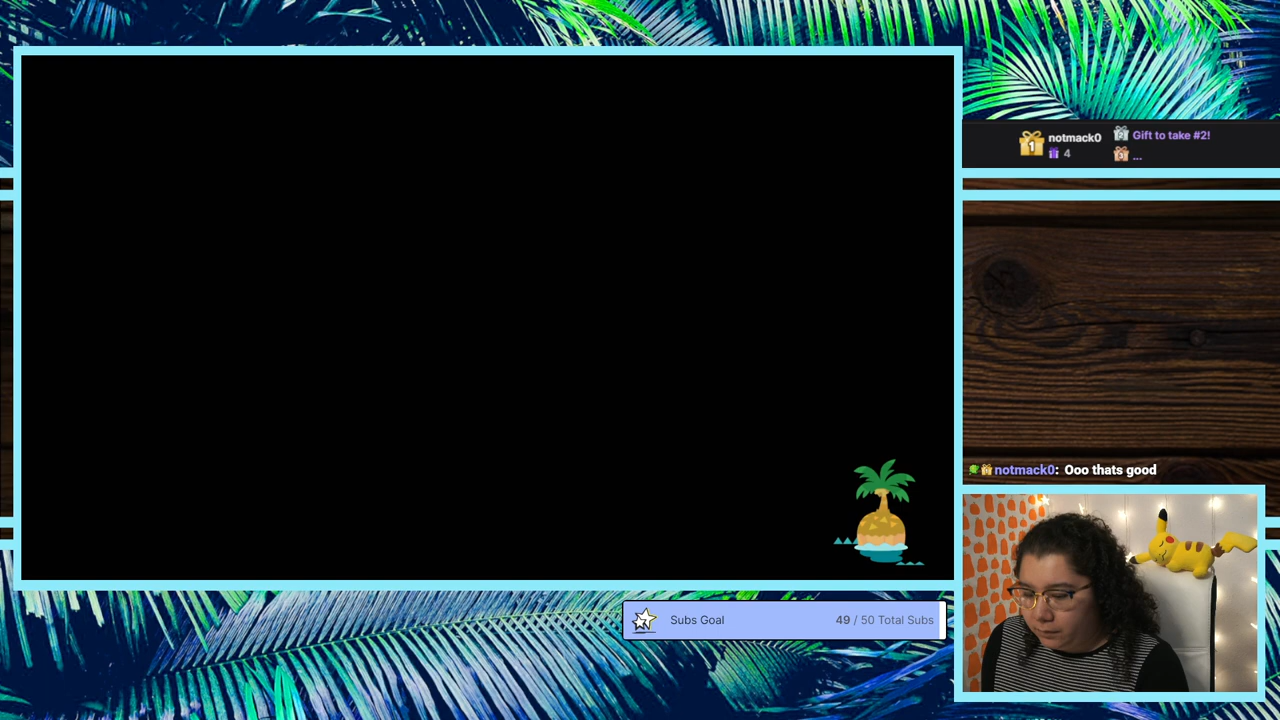 notmack0
4
Gift to take #2!
...
notmack0: Ooo thats good
Subs Goal
49 / 50 Total Subs